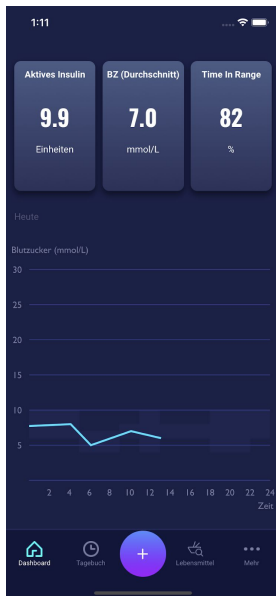 1:11
Aktives Insulin
BZ (Durchschnitt)
Time In Range
9.9
7.0
82
Einheiten
mmol/L
%
Heute
Blutzucker (mmol/L)
30
25
20
15
10
5
2 4 6 8 10 12 14 16 18 20 22 24
Zeit
+
Dashboard
Tagebuch
Lebensmittel
Mehr